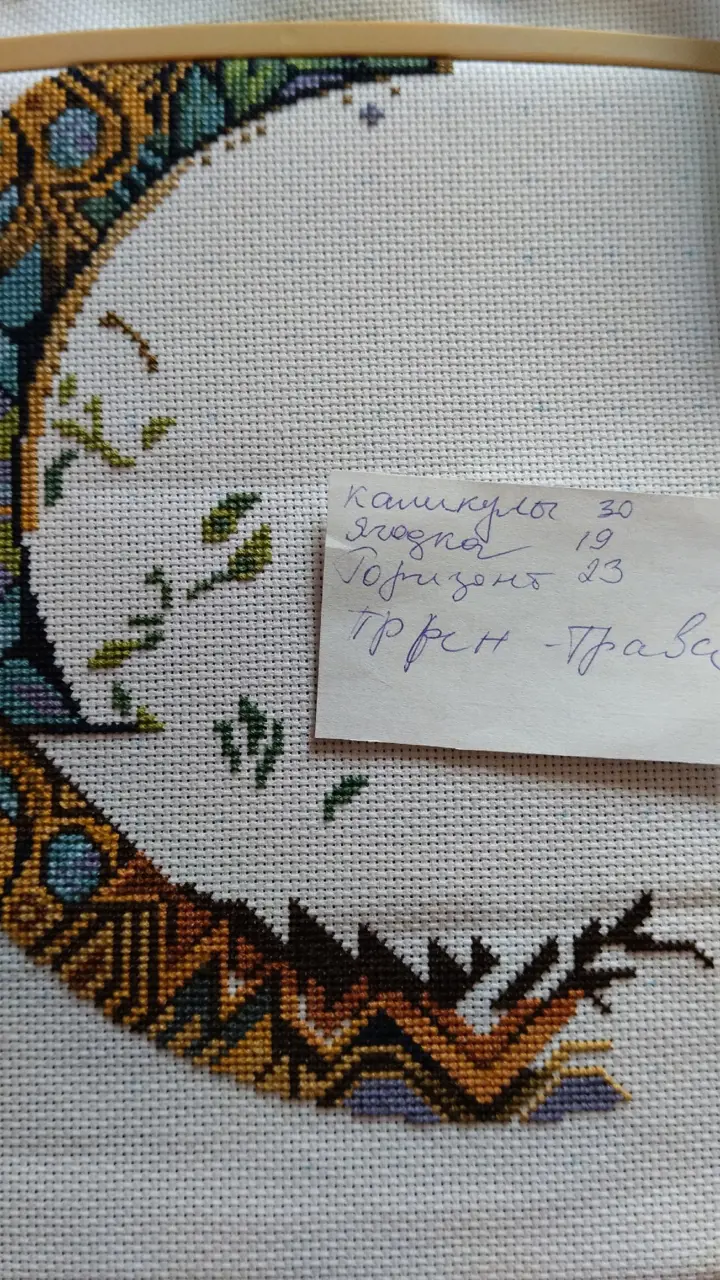 каникулы 30
Ягодка 19
Горизонт 23
- Трава